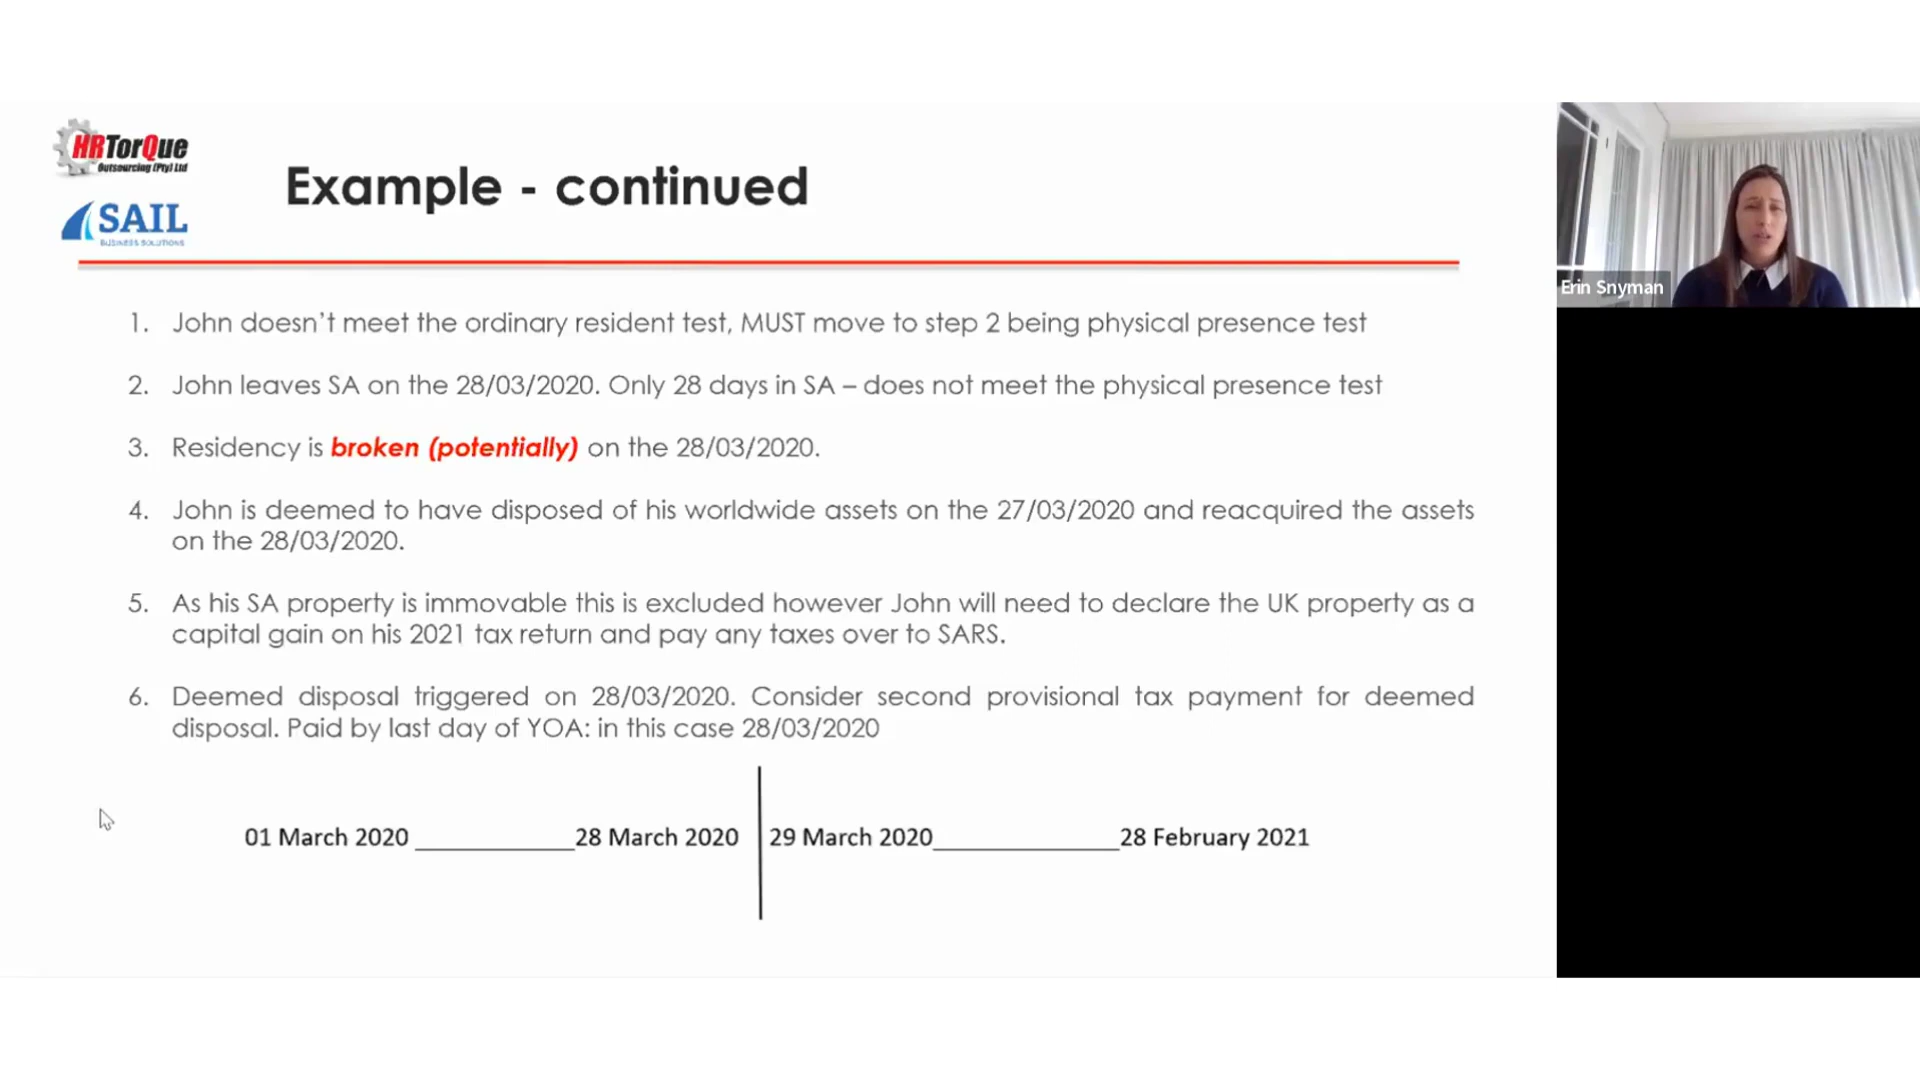 HRTorQue
Outsourcing (Pty) Ltd
SAIL
BUSINESS SOLUTIONS
Example - continued
Erin Snyman
1. John doesn’t meet the ordinary resident test, MUST move to step 2 being physical presence test
2. John leaves SA on the 28/03/2020. Only 28 days in SA – does not meet the physical presence test
3. Residency is broken (potentially) on the 28/03/2020.
4. John is deemed to have disposed of his worldwide assets on the 27/03/2020 and reacquired the assets
on the 28/03/2020.
5. As his SA property is immovable this is excluded however John will need to declare the UK property as a
capital gain on his 2021 tax return and pay any taxes over to SARS.
6. Deemed disposal triggered on 28/03/2020. Consider second provisional tax payment for deemed
disposal. Paid by last day of YOA: in this case 28/03/2020
01 March 2020 ____________28 March 2020 29 March 2020______________28 February 2021